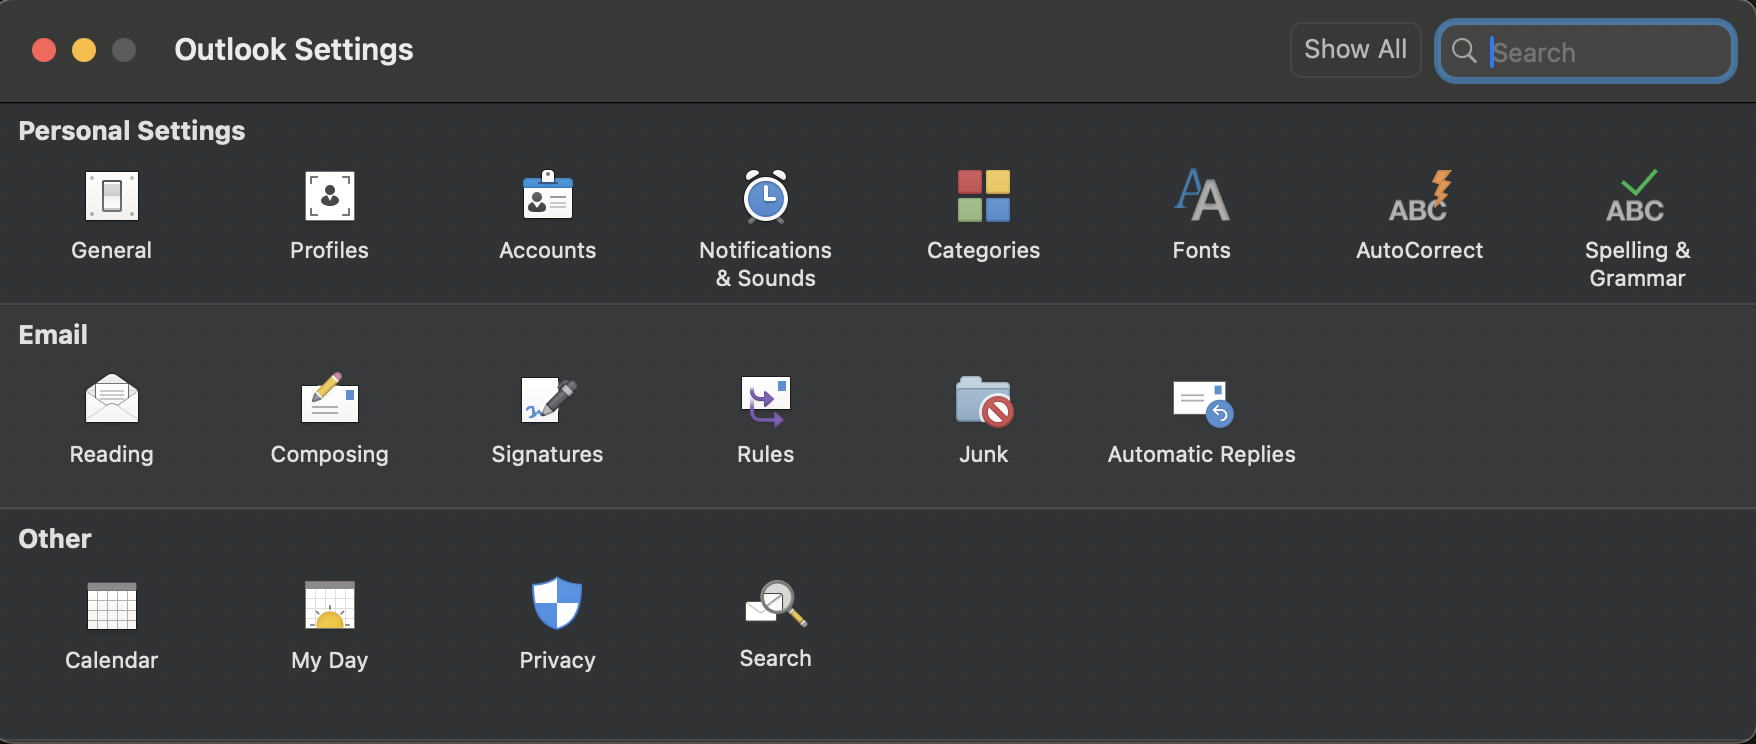 Outlook Settings
Show All
Search
Personal Settings
General
Profiles
Accounts
Notifications
& Sounds
Categories
Fonts
ABC
AutoCorrect
ABC
Spelling &
Grammar
Email
Reading
Composing
Signatures
Rules
Junk
Automatic Replies
Other
Calendar
My Day
Privacy
Search